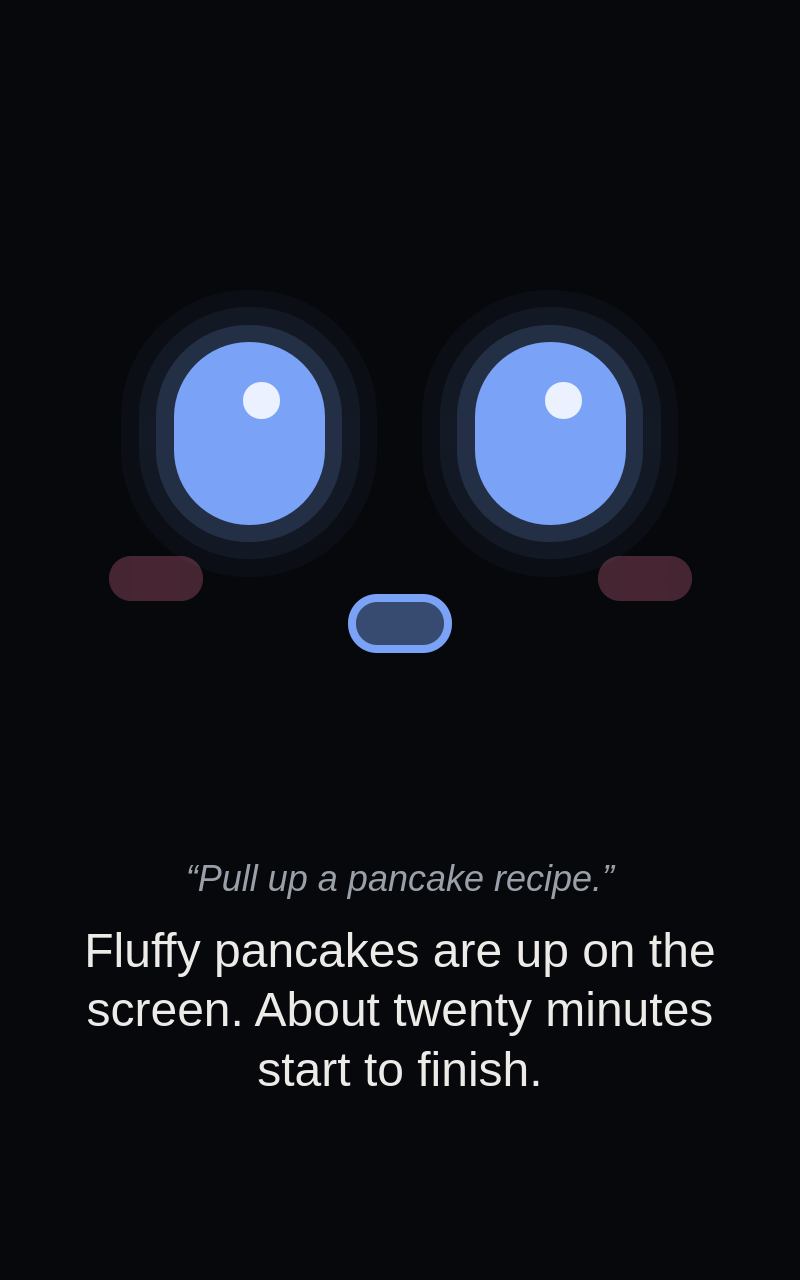 “Pull up a pancake recipe.”
Fluffy pancakes are up on the
screen. About twenty minutes
start to finish.